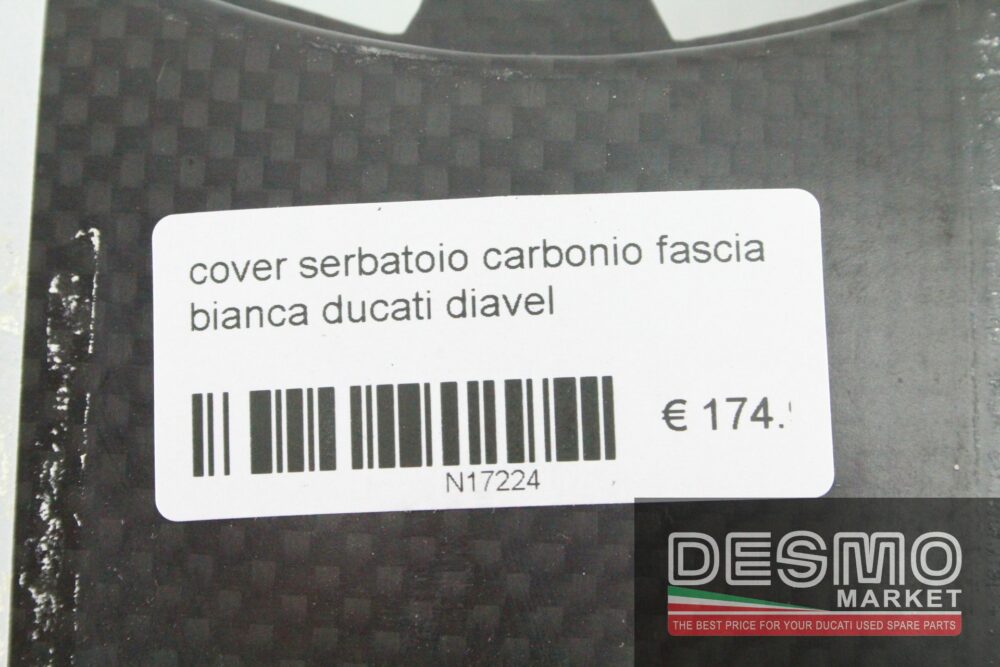 cover serbatoio carbonio fascia
bianca ducati diavel
€ 174.
N17224
DESMO
MARKET
THE BEST PRICE FOR YOUR DUCATI USED SPARE PARTS